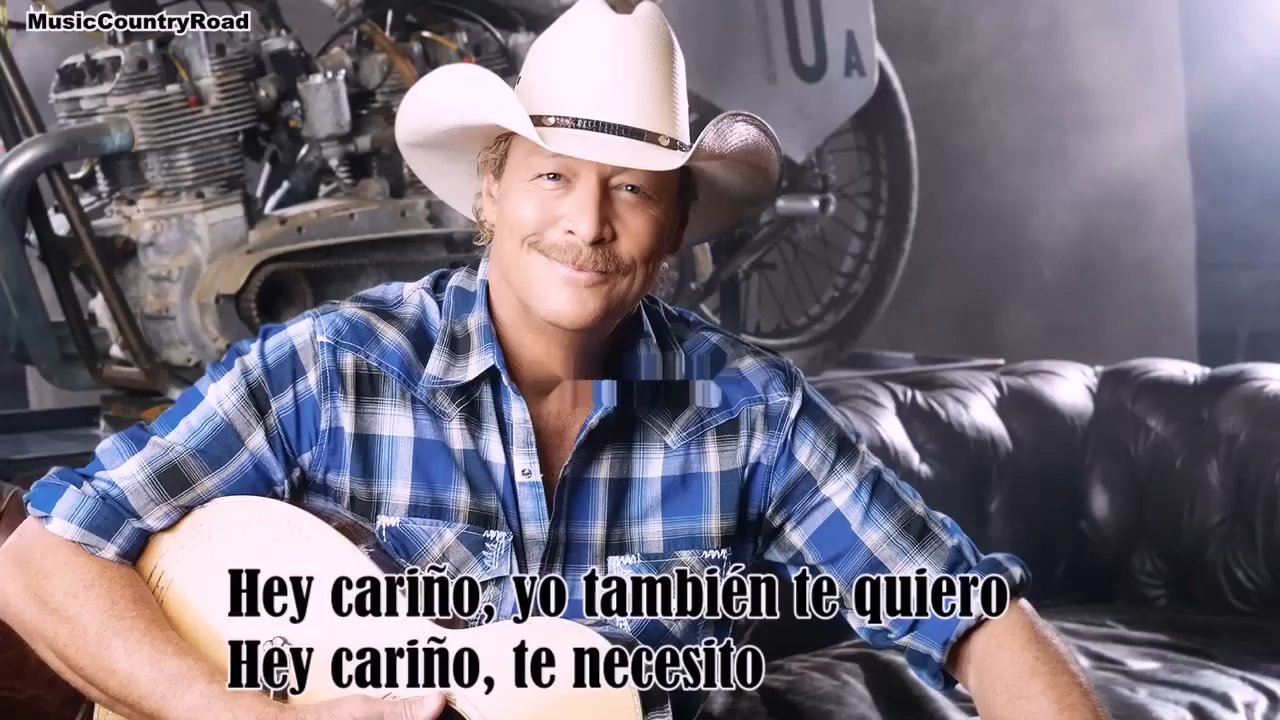 MusicCountryRoad
U A
Hey cariño, yo también te quiero
Hey cariño, te necesito